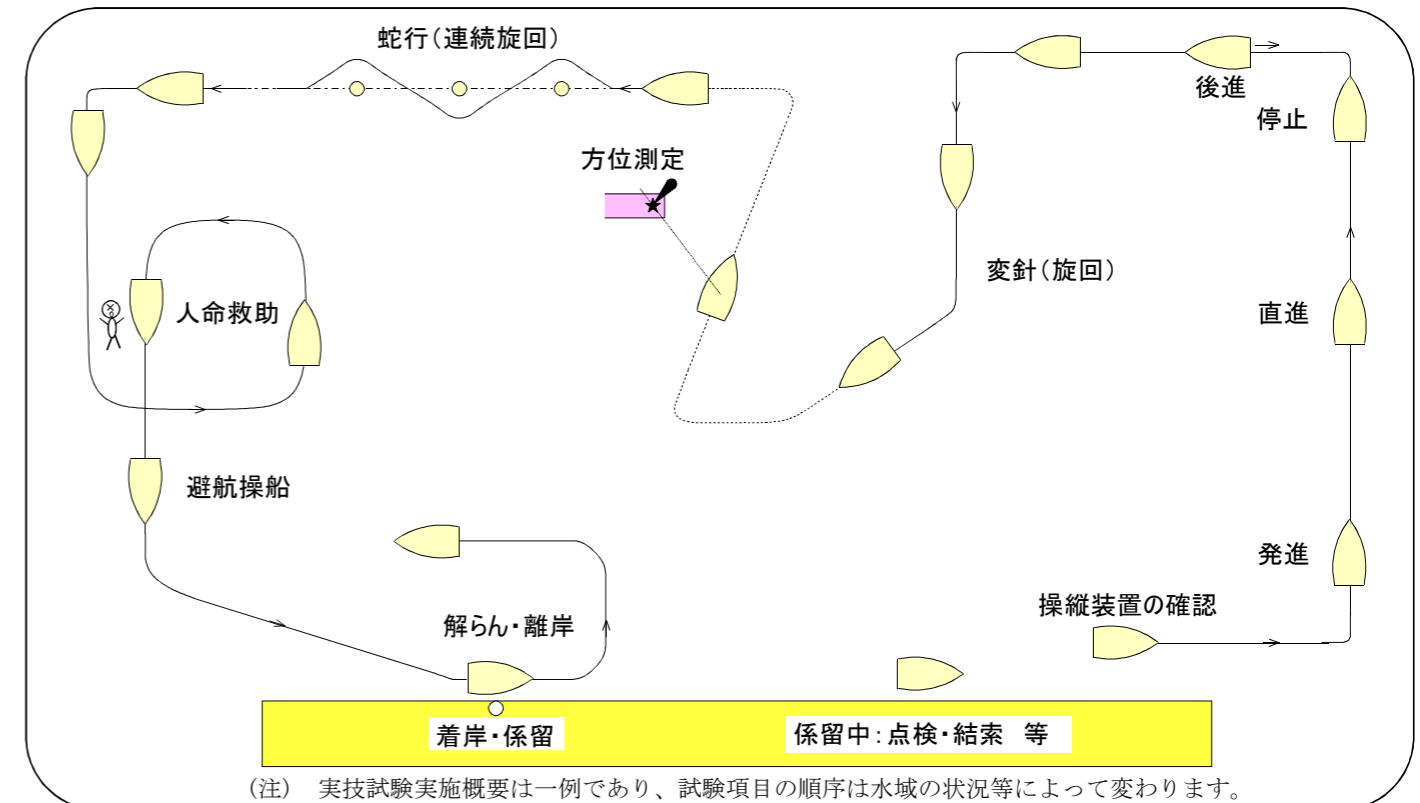 蛇行(連続旋回)
後進
停止
方位測定
変針(旋回)
人命救助
直進
避航操船
発進
操縦装置の確認
解らん・離岸
着岸・係留
係留中:点検・結索 等
(注) 実技試験実施概要は一例であり、試験項目の順序は水域の状況等によって変わります。